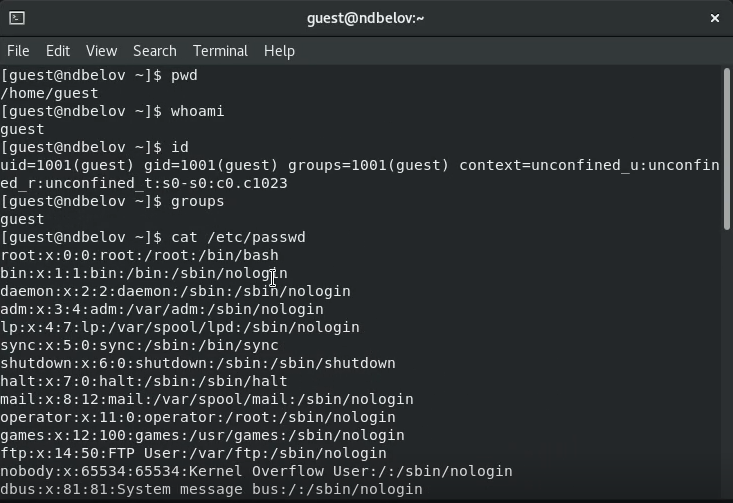 guest@ndbelov:~
File Edit View Search Terminal Help
[guest@ndbelov ~]$ pwd
/home/guest
[guest@ndbelov ~]$ whoami
guest
[guest@ndbelov ~]$ id
uid=1001(guest) gid=1001(guest) groups=1001(guest) context=unconfined_u:unconfin
ed_r:unconfined_t:s0-s0:c0.c1023
[guest@ndbelov ~]$ groups
guest
[guest@ndbelov ~]$ cat /etc/passwd
root:x:0:0:root:/root:/bin/bash
bin:x:1:1:bin:/bin:/sbin/nologin
daemon:x:2:2:daemon:/sbin:/sbin/nologin
adm:x:3:4:adm:/var/adm:/sbin/nologin
lp:x:4:7:lp:/var/spool/lpd:/sbin/nologin
sync:x:5:0:sync:/sbin:/bin/sync
shutdown:x:6:0:shutdown:/sbin:/sbin/shutdown
halt:x:7:0:halt:/sbin:/sbin/halt
mail:x:8:12:mail:/var/spool/mail:/sbin/nologin
operator:x:11:0:operator:/root:/sbin/nologin
games:x:12:100:games:/usr/games:/sbin/nologin
ftp:x:14:50:FTP User:/var/ftp:/sbin/nologin
nobody:x:65534:65534:Kernel Overflow User:/:/sbin/nologin
dbus:x:81:81:System message bus:/:/sbin/nologin